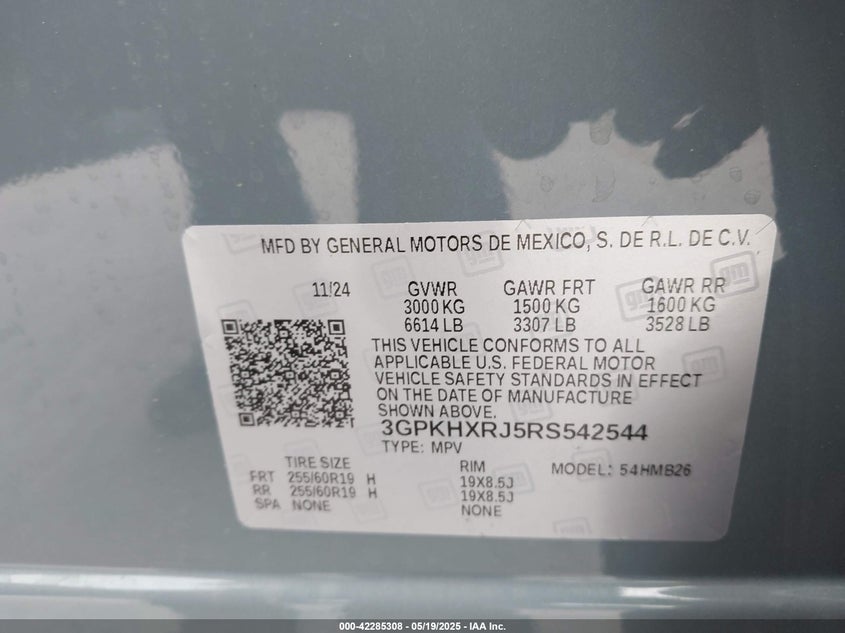 MFD BY GENERAL MOTORS DE MEXICO, S. DE R.L. DE C.V.
11/24 GVWR GAWR FRT GAWR RR
3000 KG 1500 KG 1600 KG
6614 LB 3307 LB 3528 LB
THIS VEHICLE CONFORMS TO ALL
APPLICABLE U.S. FEDERAL MOTOR
VEHICLE SAFETY STANDARDS IN EFFECT
ON THE DATE OF MANUFACTURE
SHOWN ABOVE.
3GPKHXRJ5RS542544
TYPE: MPV
TIRE SIZE RIM MODEL: 54HMB26
FRT 255/60R19 H 19X8.5J
RR 255/60R19 H 19X8.5J
SPA NONE NONE
gm
gm
000-42285308 - 05/19/2025 - IAA Inc.